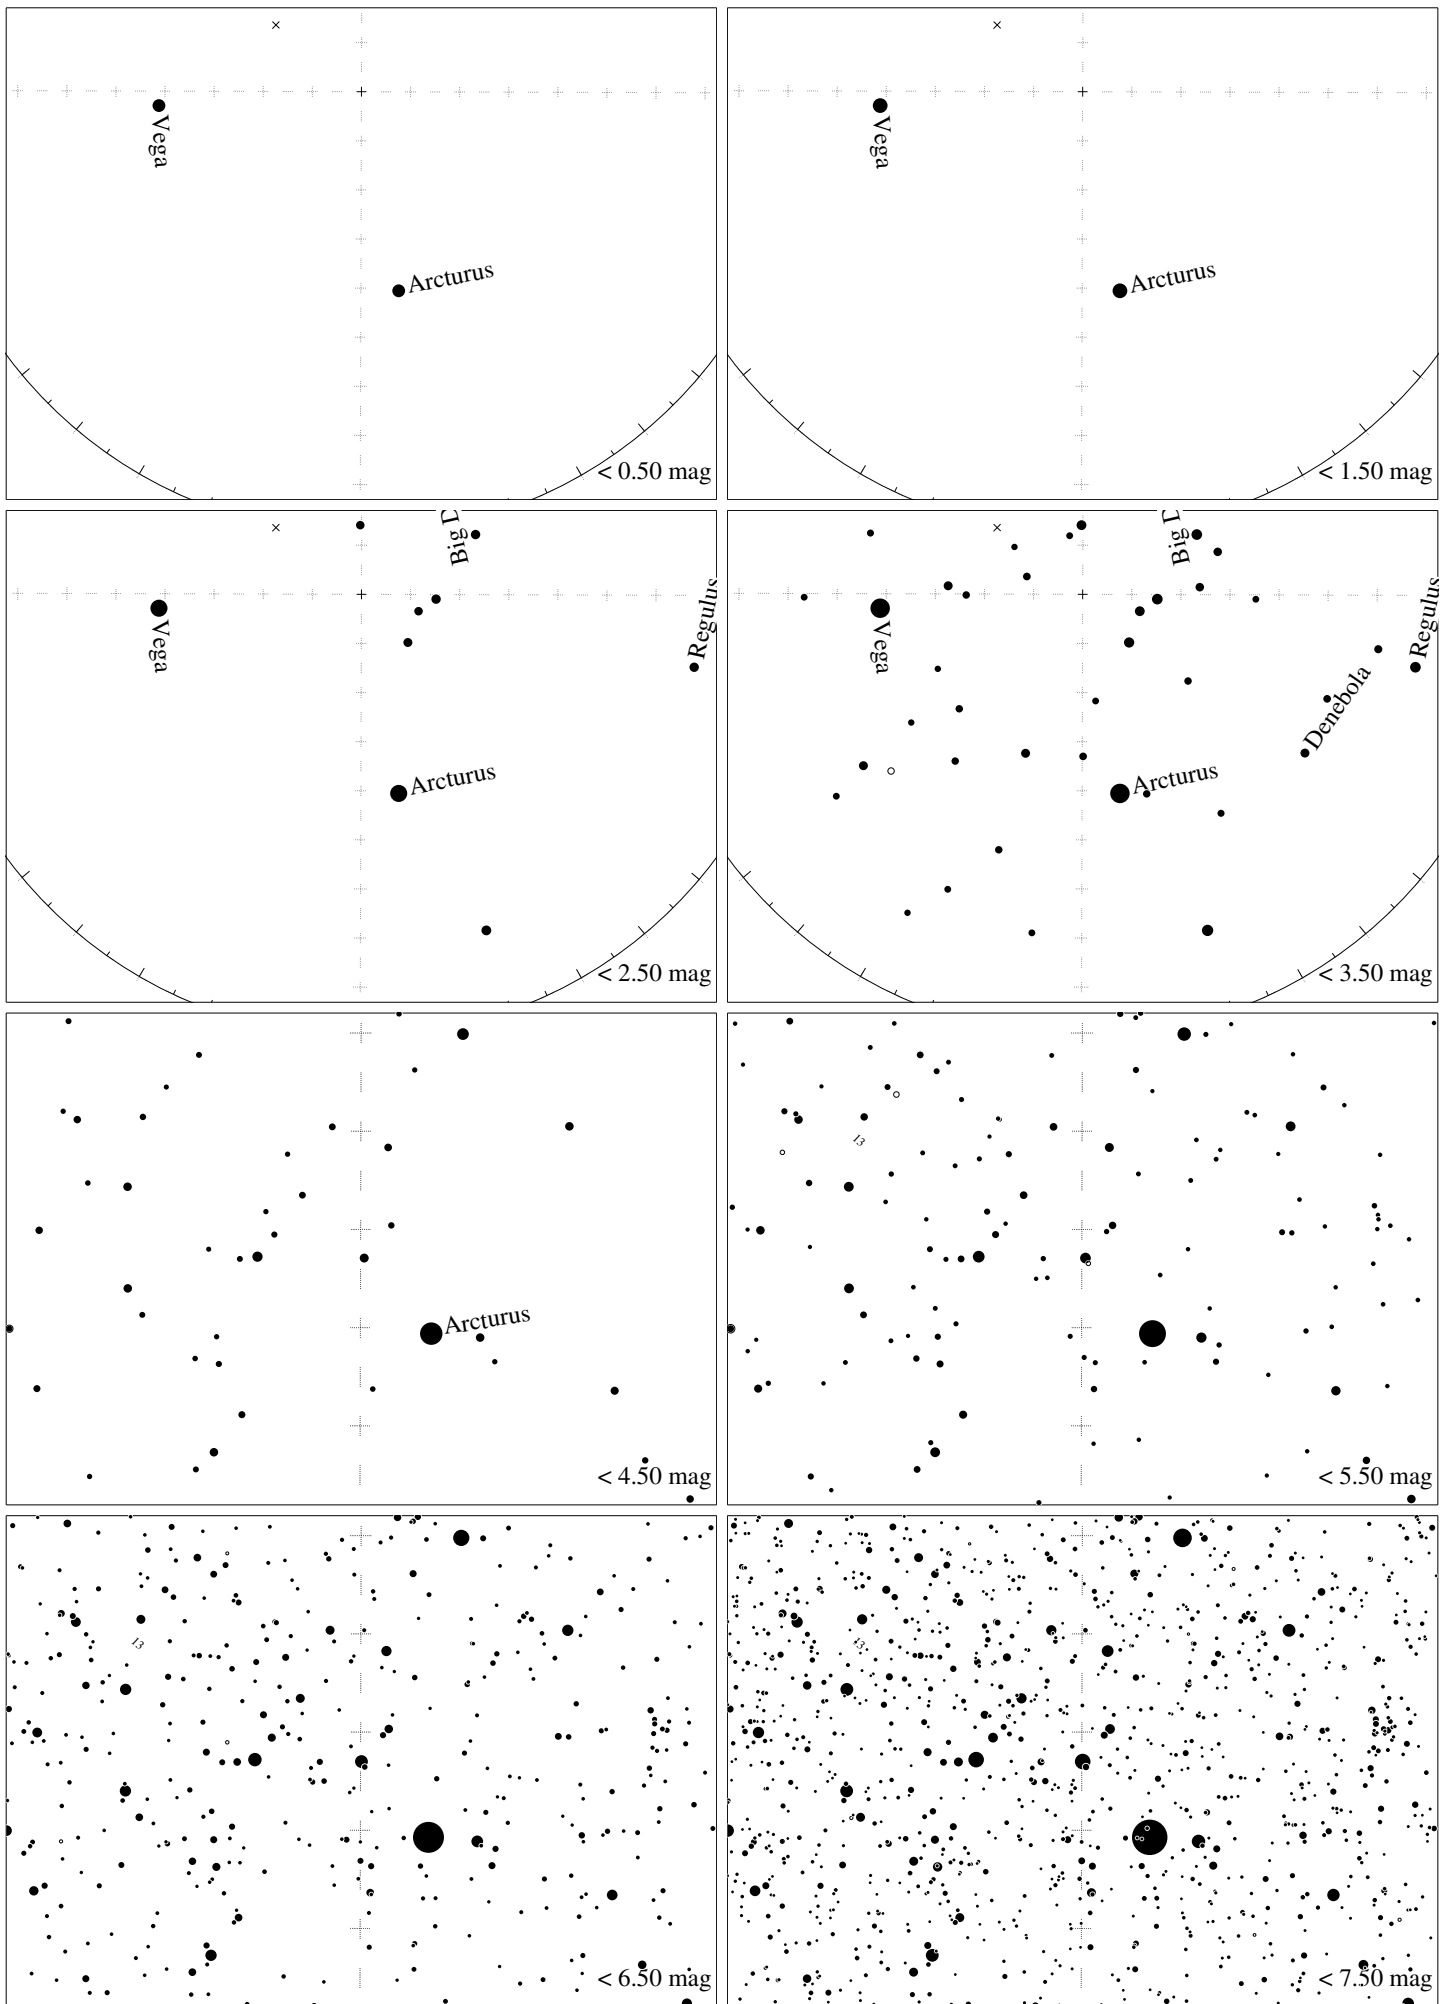 Vega
Arcturus
< 0.50 mag
Vega
Arcturus
< 1.50 mag
Big D
Vega
Regulus
Arcturus
< 2.50 mag
Big D
Vega
Regulus
Denebola
Arcturus
< 3.50 mag
Arcturus
< 4.50 mag
13
< 5.50 mag
13
< 6.50 mag
13
< 7.50 mag